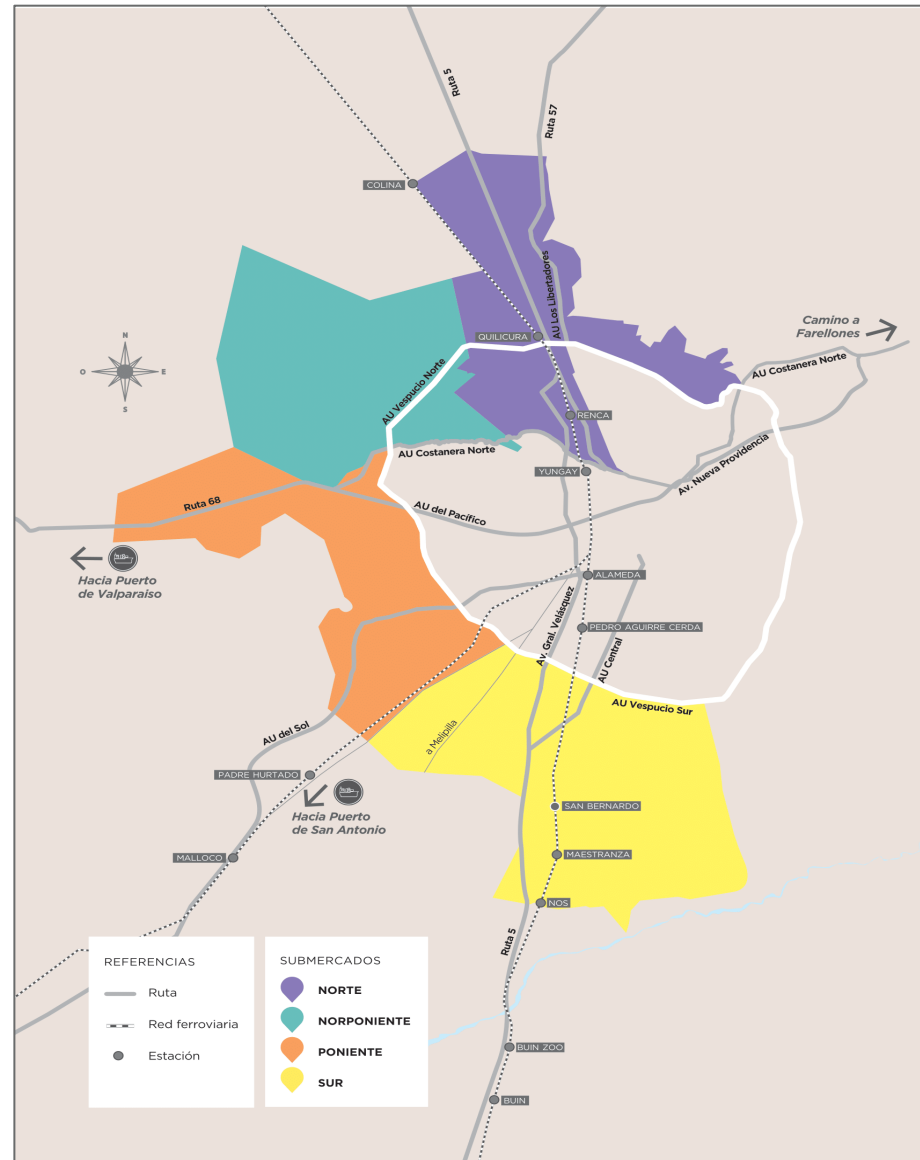 Ruta 5
Ruta 57
COLINA
AU Los Libertadores
Camino a
Farellones
QUILICURA
N
O
E
S
AU Vespucio Norte
AU Costanera Norte
RENCA
AU Costanera Norte
YUNGAY
Av. Nueva Providencia
Ruta 68
AU del Pacífico
Hacia Puerto
de Valparaiso
ALAMEDA
Av. Gral. Velásquez
PEDRO AGUIRRE CERDA
AU Central
AU Vespucio Sur
AU del Sol
a Melipilla
PADRE HURTADO
Hacia Puerto
de San Antonio
SAN BERNARDO
MALLOCO
MAESTRANZA
NOS
Ruta 5
BUIN ZOO
BUIN
REFERENCIAS
Ruta
Red ferroviaria
Estación
SUBMERCADOS
NORTE
NORPONIENTE
PONIENTE
SUR